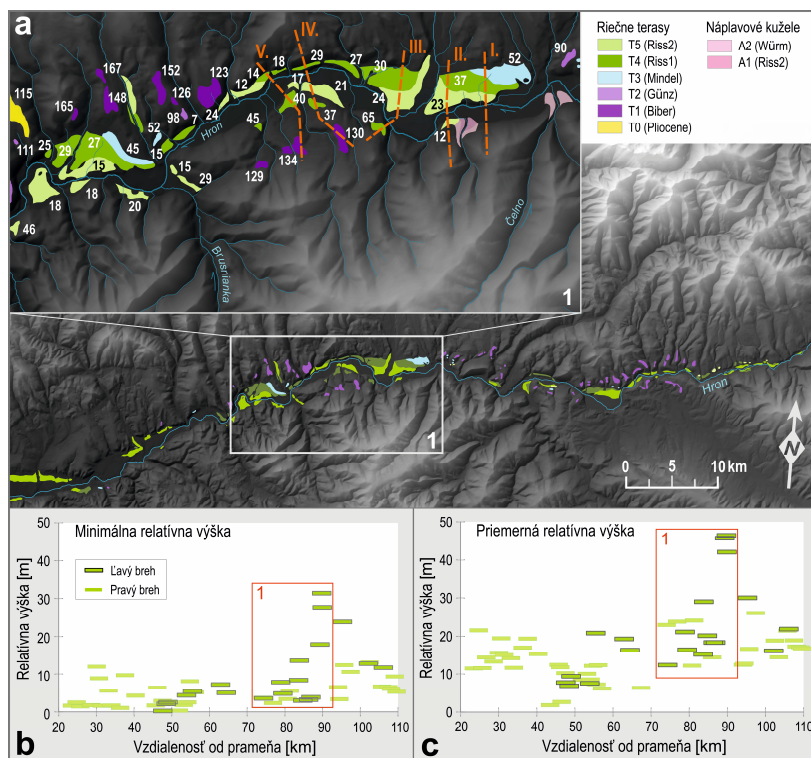 a
Riečne terasy
T5 (Riss2)
T4 (Riss1)
T3 (Mindel)
T2 (Günz)
T1 (Biber)
T0 (Pliocene)
Náplavové kužele
A2 (Würm)
A1 (Riss2)
V. IV. III. II. I.
167 152 123 14 18 29 27 30 52 90
115 148 126 12 17 37
165 98 24 21 24 23
52 7 Hron 45 40 37 65 12
111 25 29 27 45 15 130
15 134
15 129
18 18 20 29
46
Čelno
Brusnianka
1
1
Hron
N
0 5 10 km
b
Minimálna relatívna výška
Relatívna výška [m]
50
40
30
20
10
0
Ľavý breh
Pravý breh
1
20 30 40 50 60 70 80 90 100 110
Vzdialenosť od prameňa [km]
c
Priemerná relatívna výška
Relatívna výška [m]
50
40
30
20
10
0
1
20 30 40 50 60 70 80 90 100 110
Vzdialenosť od prameňa [km]